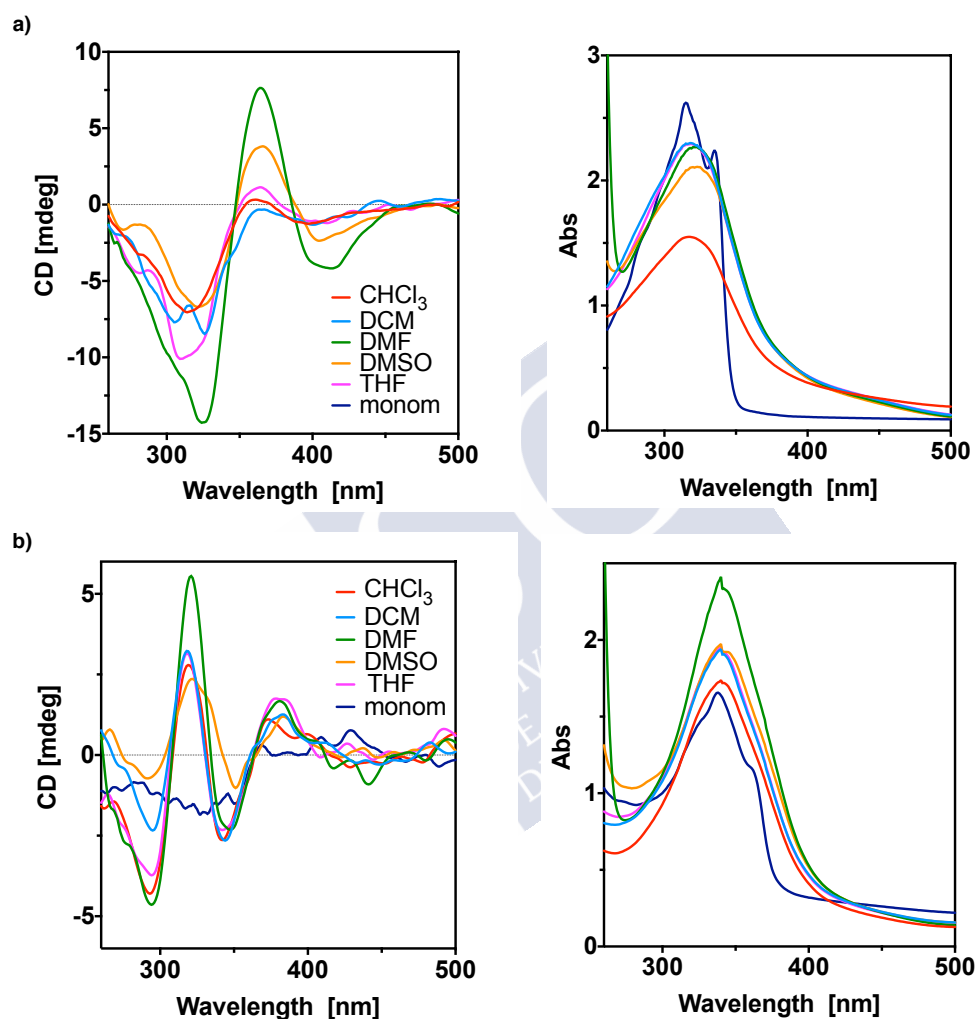 a)
CD [mdeg]
10
5
0
-5
-10
-15
300
400
500
Wavelength [nm]
CHCl₃
DCM
DMF
DMSO
THF
monom
Abs
3
2
1
0
300
400
500
Wavelength [nm]
b)
CD [mdeg]
5
0
-5
300
400
500
Wavelength [nm]
CHCl₃
DCM
DMF
DMSO
THF
monom
Abs
2
1
0
300
400
500
Wavelength [nm]